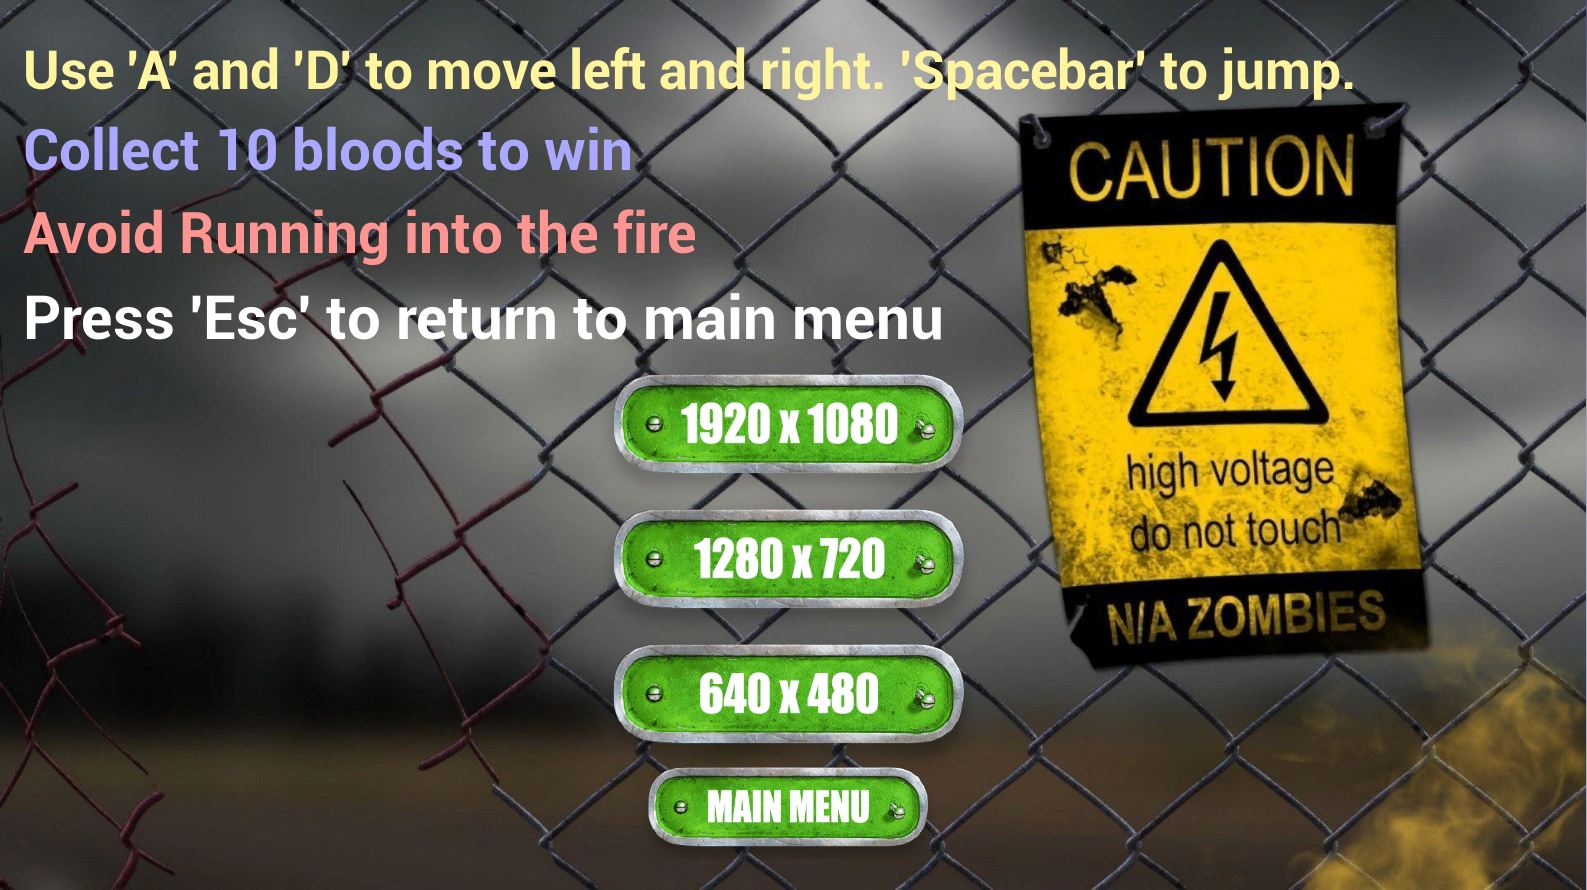 Use 'A' and 'D' to move left and right. 'Spacebar' to jump.
Collect 10 bloods to win
Avoid Running into the fire
Press 'Esc' to return to main menu
1920 x 1080
1280 x 720
640 x 480
MAIN MENU
CAUTION
high voltage
do not touch
N/A ZOMBIES